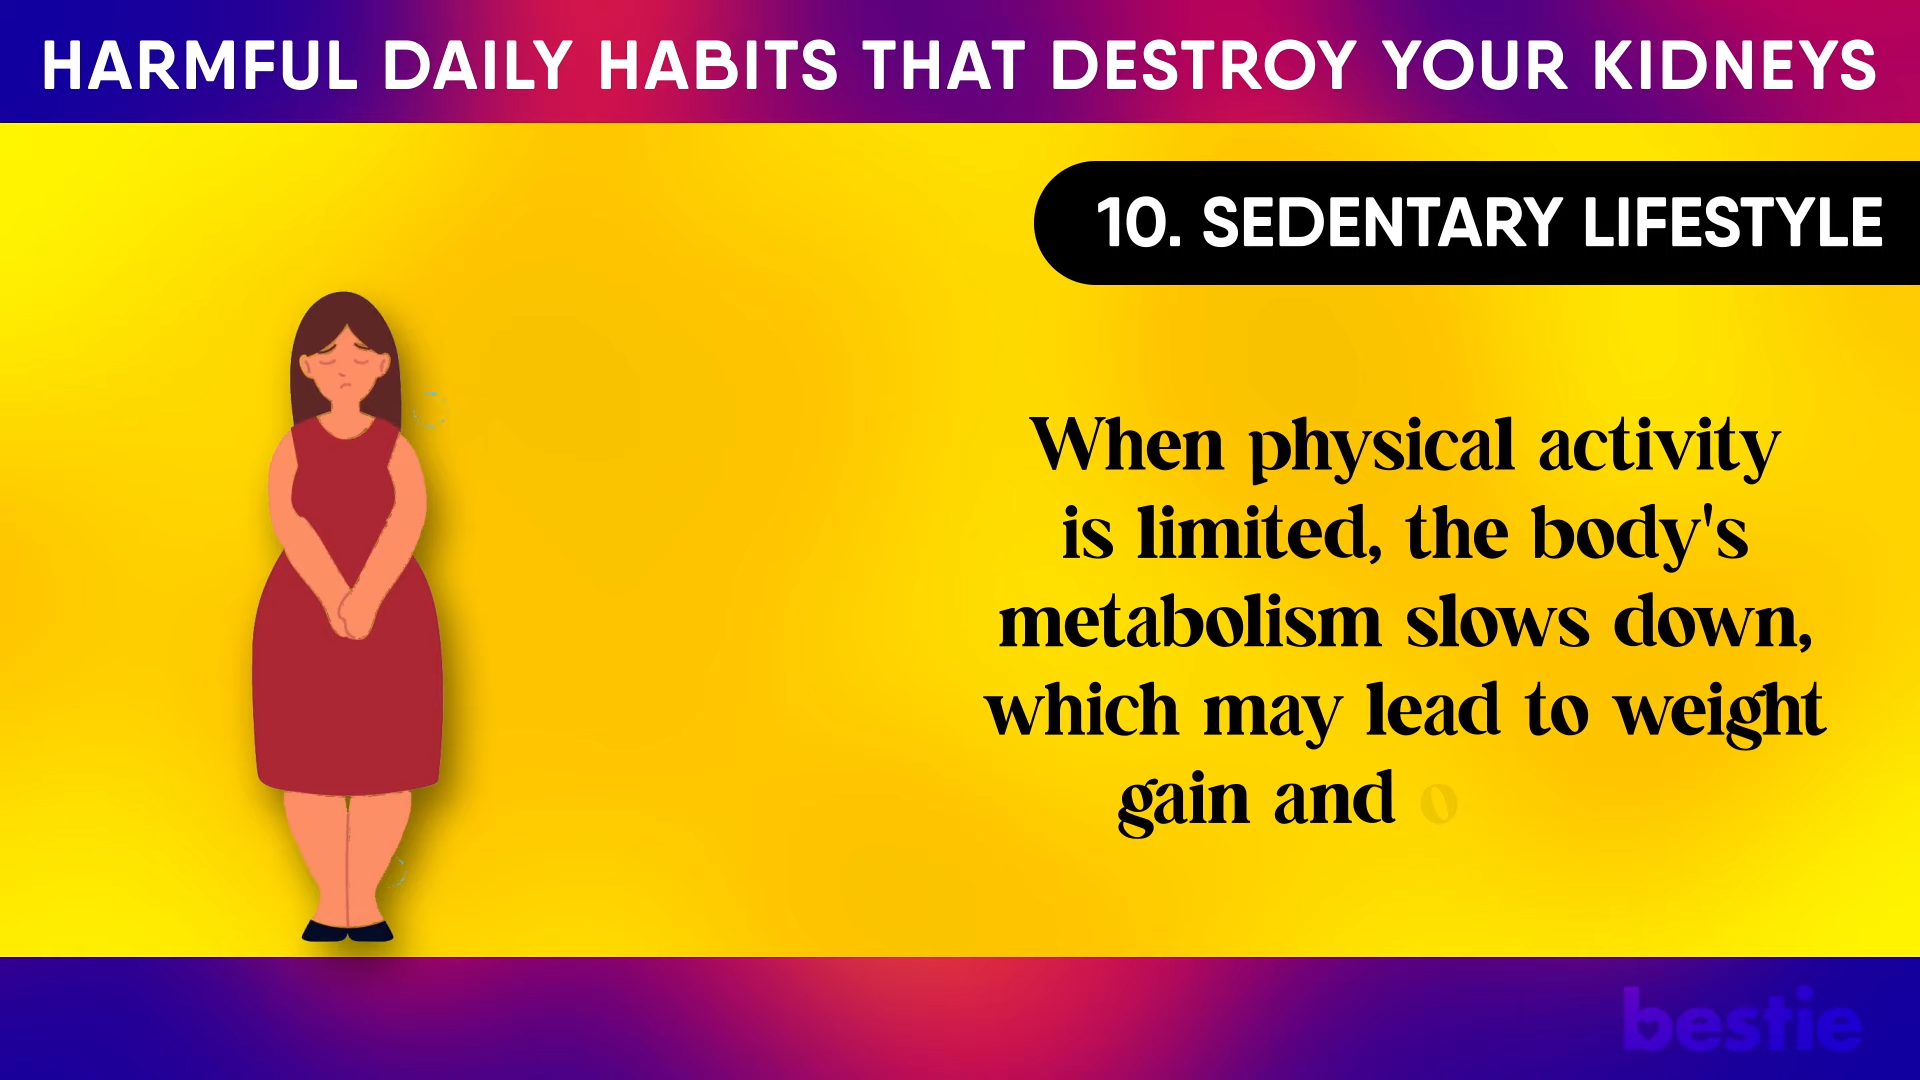 HARMFUL DAILY HABITS THAT DESTROY YOUR KIDNEYS
10. SEDENTARY LIFESTYLE
When physical activity
is limited, the body's
metabolism slows down,
which may lead to weight
gain and o
bestie